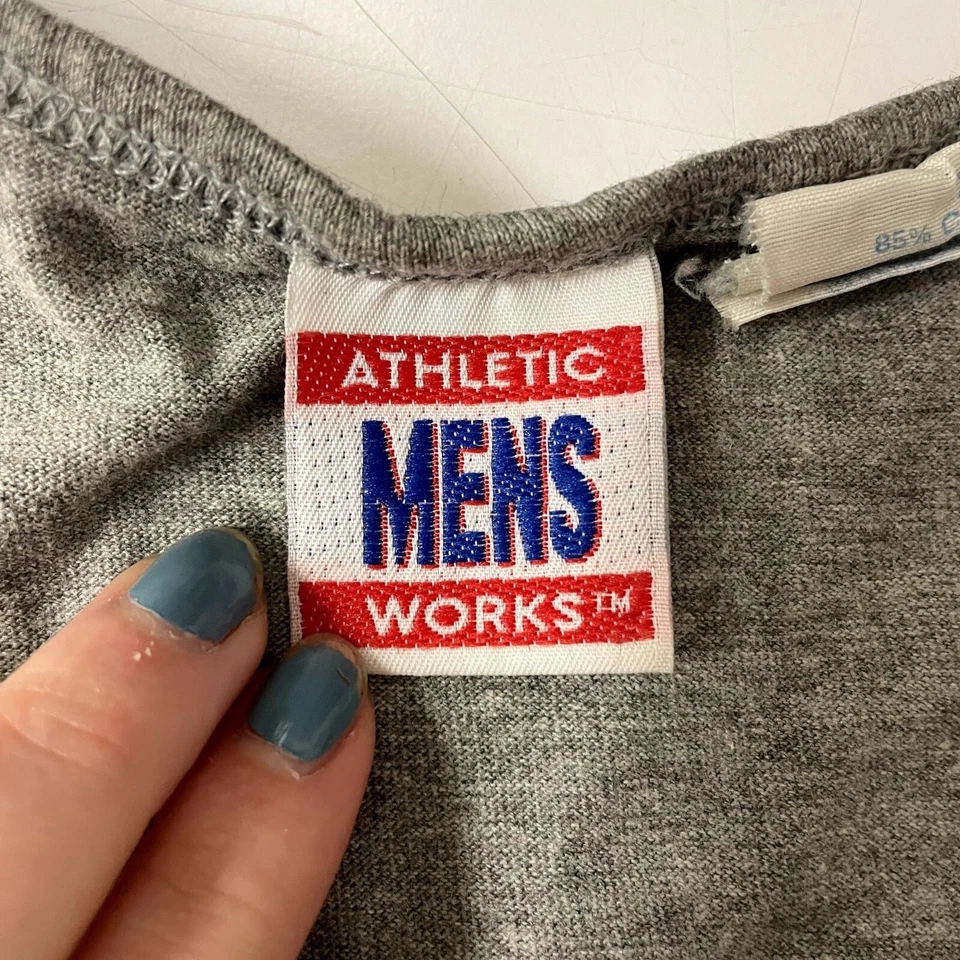 ATHLETIC
MENS
WORKS™
85%